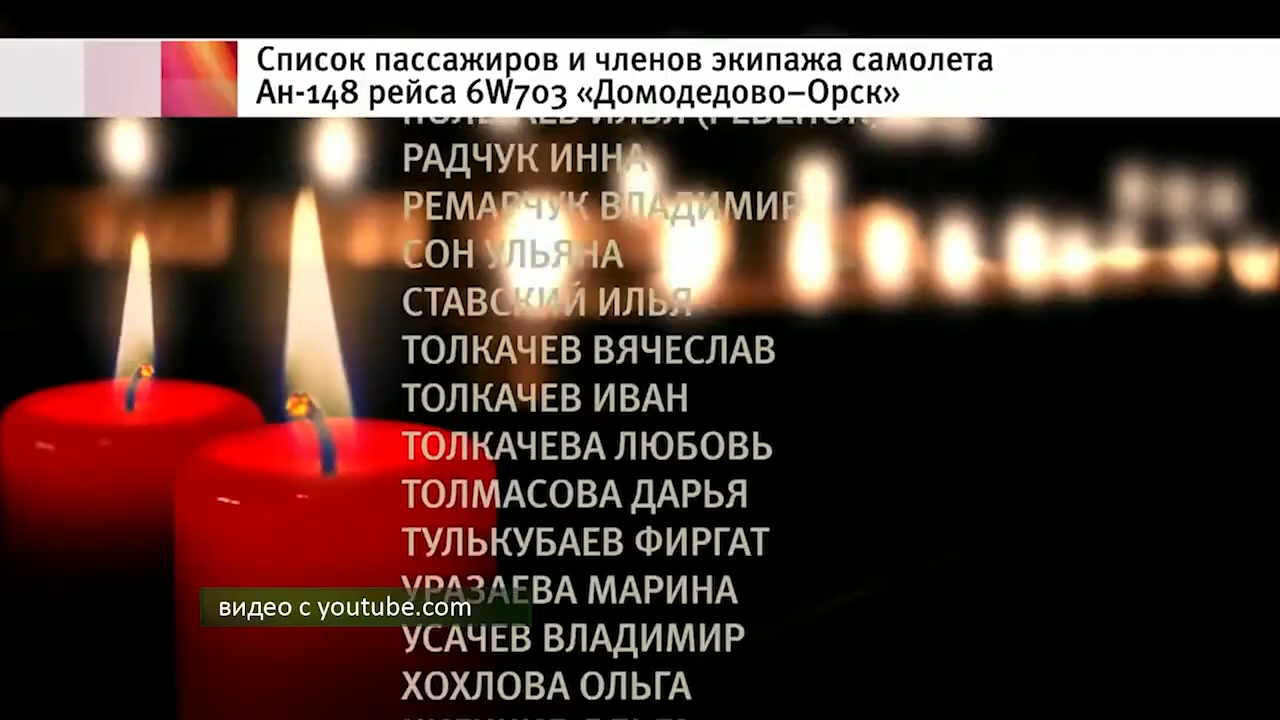 Список пассажиров и членов экипажа самолета
Ан-148 рейса 6W703 «Домодедово–Орск»
РАДЧУК ИННА
РЕМАРЧУК ВЛАДИМИР
СОН УЛЬЯНА
СТАВСКИЙ ИЛЬЯ
ТОЛКАЧЕВ ВЯЧЕСЛАВ
ТОЛКАЧЕВ ИВАН
ТОЛКАЧЕВА ЛЮБОВЬ
ТОЛМАСОВА ДАРЬЯ
ТУЛЬКУБАЕВ ФИРГАТ
УРАЗАЕВА МАРИНА
видео с youtube.com
УСАЧЕВ ВЛАДИМИР
ХОХЛОВА ОЛЬГА